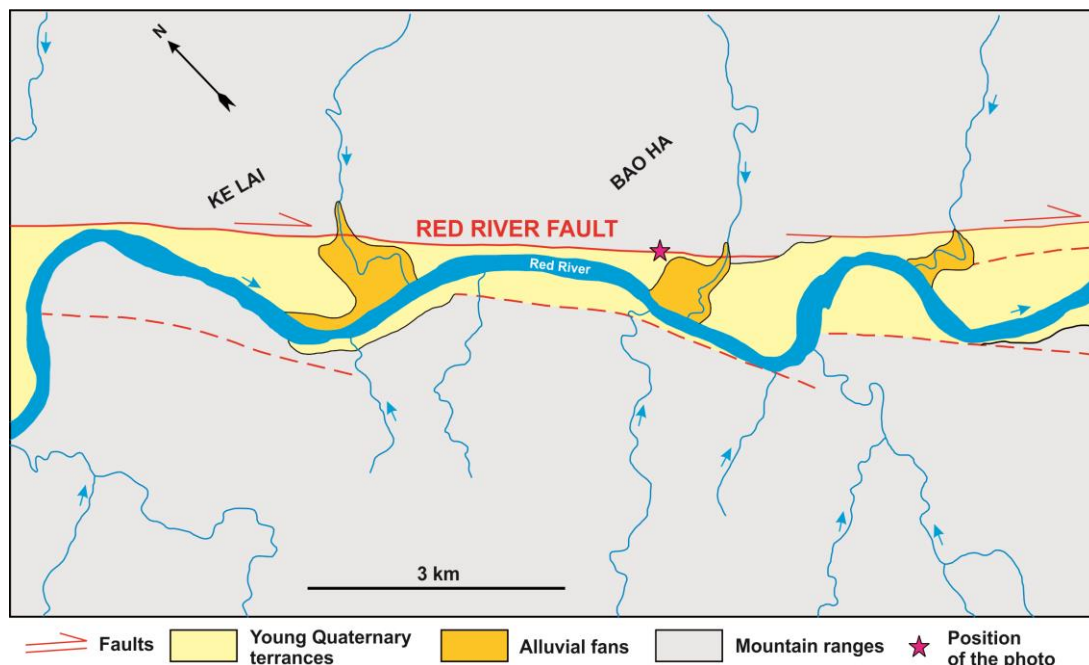 N
KE LAI
BAO HA
RED RIVER FAULT
Red River
3 km
Faults
Young Quaternary
terrances
Alluvial fans
Mountain ranges
Position
of the photo